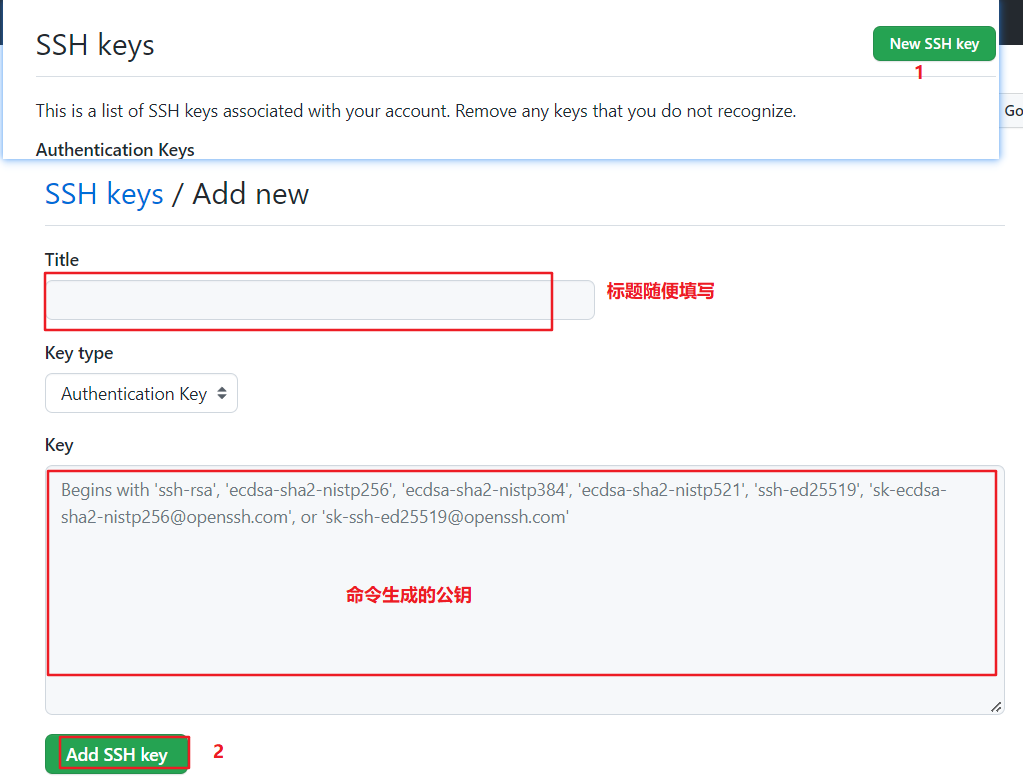 SSH keys
New SSH key
1
This is a list of SSH keys associated with your account. Remove any keys that you do not recognize.
Go
Authentication Keys
SSH keys / Add new
Title
标题随便填写
Key type
Authentication Key
Key
Begins with 'ssh-rsa', 'ecdsa-sha2-nistp256', 'ecdsa-sha2-nistp384', 'ecdsa-sha2-nistp521', 'ssh-ed25519', 'sk-ecdsa-
sha2-nistp256@openssh.com', or 'sk-ssh-ed25519@openssh.com'
命令生成的公钥
Add SSH key
2